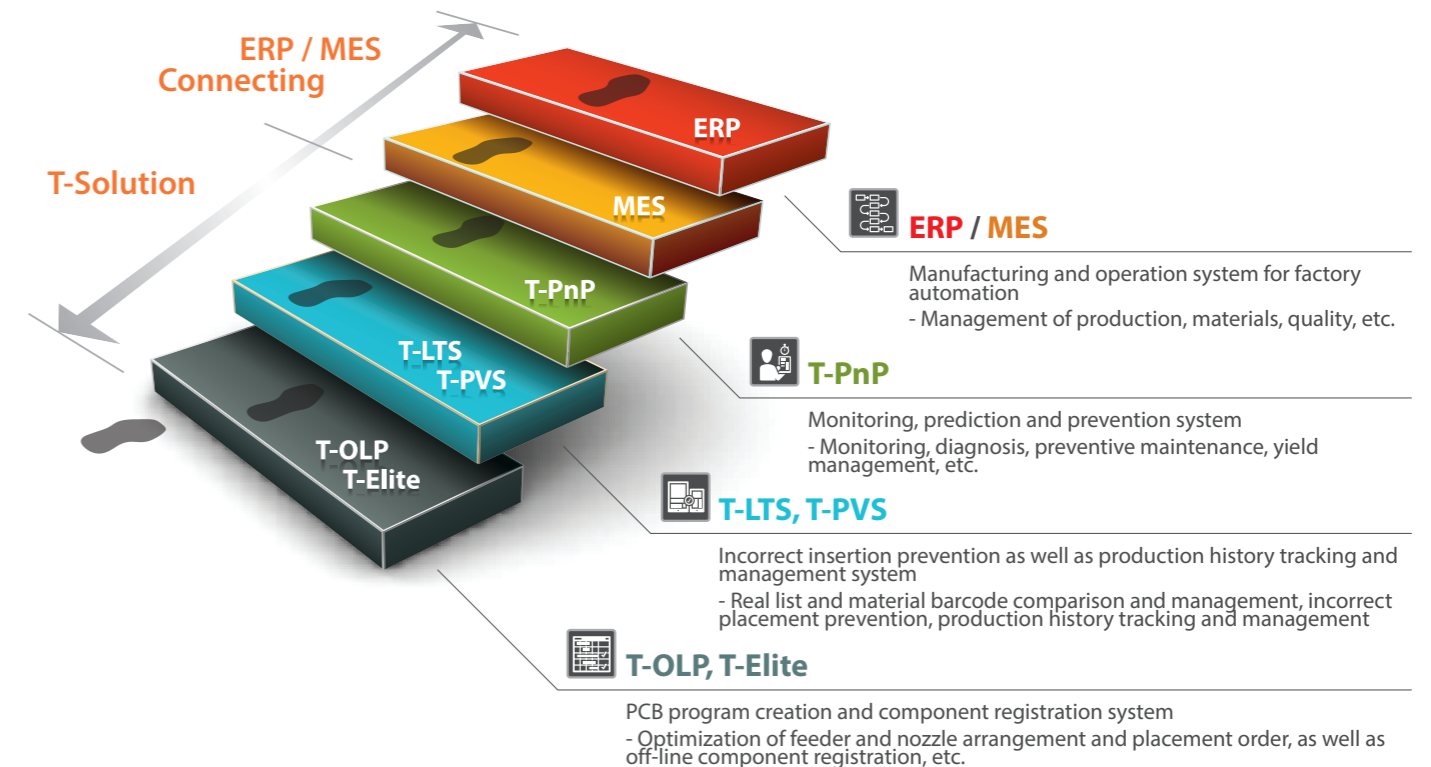 ERP / MES
Connecting
T-Solution
ERP
MES
T-PnP
T-LTS
T-PVS
T-OLP
T-Elite
ERP / MES
Manufacturing and operation system for factory
automation
- Management of production, materials, quality, etc.
T-PnP
Monitoring, prediction and prevention system
- Monitoring, diagnosis, preventive maintenance, yield
management, etc.
T-LTS, T-PVS
Incorrect insertion prevention as well as production history tracking and
management system
- Real list and material barcode comparison and management, incorrect
placement prevention, production history tracking and management
T-OLP, T-Elite
PCB program creation and component registration system
- Optimization of feeder and nozzle arrangement and placement order, as well as
off-line component registration, etc.